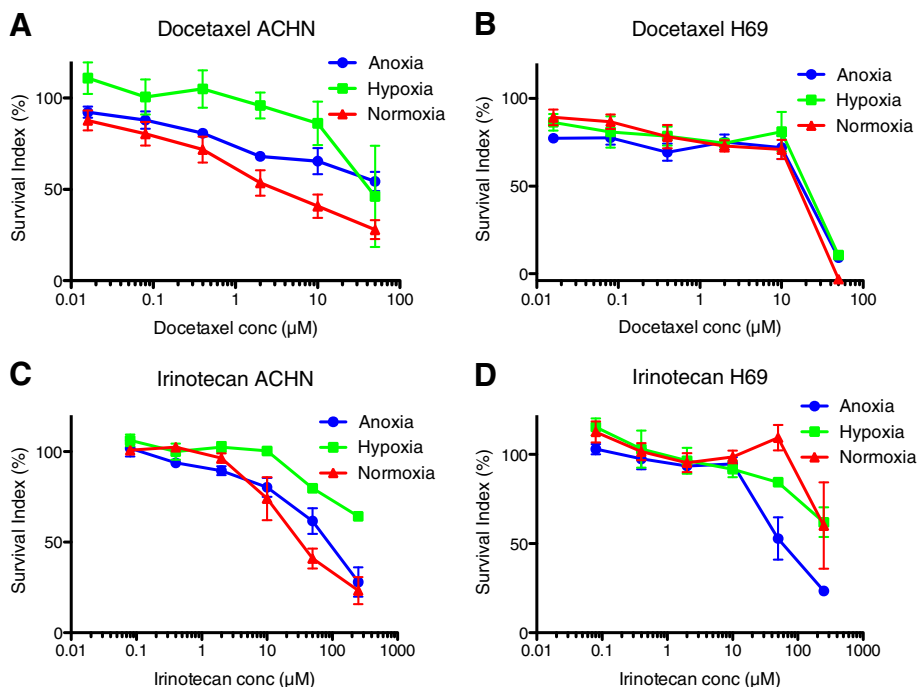 A
Docetaxel ACHN
Anoxia
Hypoxia
Normoxia
Survival Index (%)
100
50
0
0.01
0.1
1
10
100
Docetaxel conc (µM)
B
Docetaxel H69
Anoxia
Hypoxia
Normoxia
Survival Index (%)
100
50
0
0.01
0.1
1
10
100
Docetaxel conc (µM)
C
Irinotecan ACHN
Anoxia
Hypoxia
Normoxia
Survival Index (%)
100
50
0
0.01
0.1
1
10
100
1000
Irinotecan conc (µM)
D
Irinotecan H69
Anoxia
Hypoxia
Normoxia
Survival Index (%)
100
50
0
0.01
0.1
1
10
100
1000
Irinotecan conc (µM)